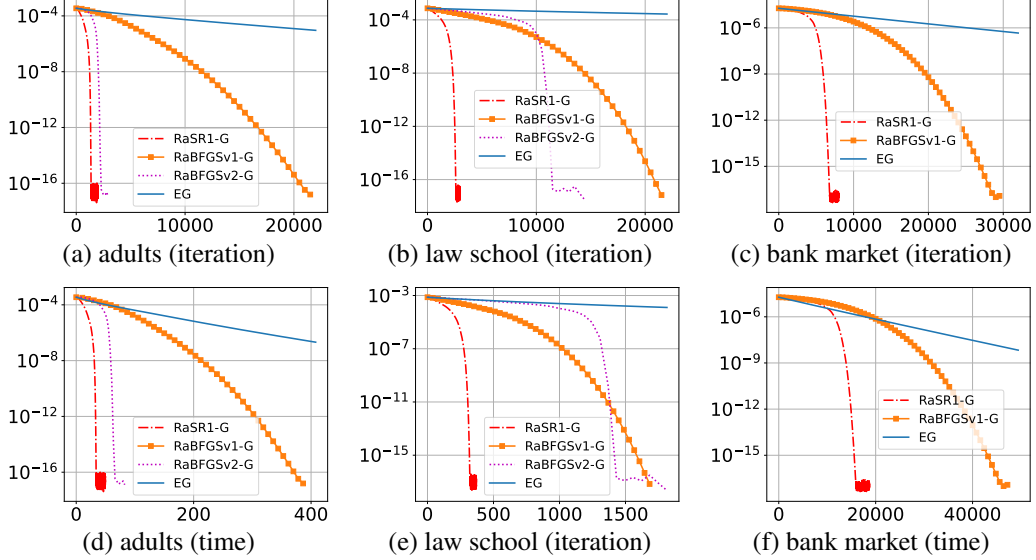 10⁻⁴
10⁻⁸
10⁻¹²
10⁻¹⁶
RaSR1-G
RaBFGSv1-G
RaBFGSv2-G
EG
0 10000 20000
(a) adults (iteration)
10⁻³
10⁻⁷
10⁻¹¹
10⁻¹⁵
RaSR1-G
RaBFGSv1-G
RaBFGSv2-G
EG
0 10000 20000
(b) law school (iteration)
10⁻⁶
10⁻⁹
10⁻¹²
10⁻¹⁵
RaSR1-G
RaBFGSv1-G
EG
0 10000 20000 30000
(c) bank market (iteration)
10⁻⁴
10⁻⁸
10⁻¹²
10⁻¹⁶
RaSR1-G
RaBFGSv1-G
RaBFGSv2-G
EG
0 200 400
(d) adults (time)
10⁻³
10⁻⁷
10⁻¹¹
10⁻¹⁵
RaSR1-G
RaBFGSv1-G
RaBFGSv2-G
EG
0 500 1000 1500
(e) law school (iteration)
10⁻⁶
10⁻⁹
10⁻¹²
10⁻¹⁵
RaSR1-G
RaBFGSv1-G
EG
0 20000 40000
(f) bank market (time)